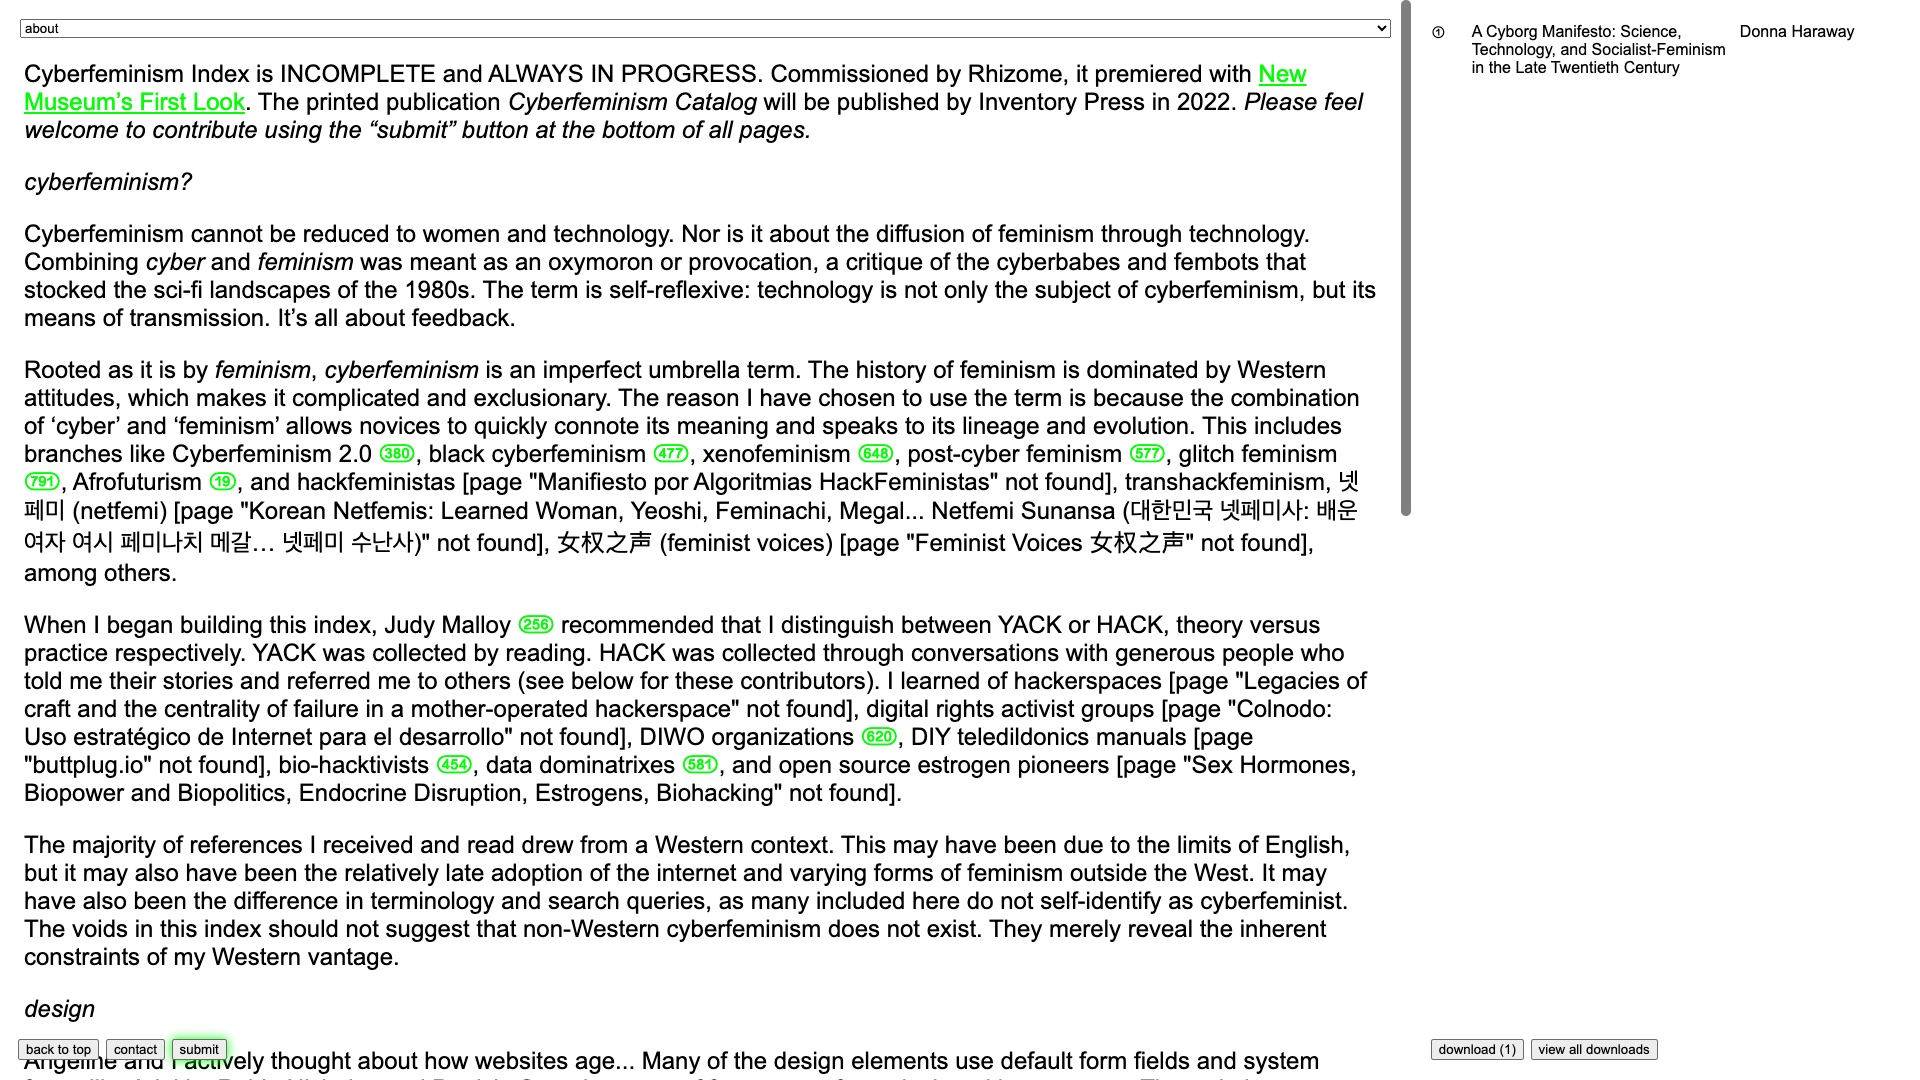 about
Cyberfeminism Index is INCOMPLETE and ALWAYS IN PROGRESS. Commissioned by Rhizome, it premiered with New
Museum’s First Look. The printed publication Cyberfeminism Catalog will be published by Inventory Press in 2022. Please feel
welcome to contribute using the “submit” button at the bottom of all pages.
cyberfeminism?
Cyberfeminism cannot be reduced to women and technology. Nor is it about the diffusion of feminism through technology.
Combining cyber and feminism was meant as an oxymoron or provocation, a critique of the cyberbabes and fembots that
stocked the sci-fi landscapes of the 1980s. The term is self-reflexive: technology is not only the subject of cyberfeminism, but its
means of transmission. It’s all about feedback.
Rooted as it is by feminism, cyberfeminism is an imperfect umbrella term. The history of feminism is dominated by Western
attitudes, which makes it complicated and exclusionary. The reason I have chosen to use the term is because the combination
of ‘cyber’ and ‘feminism’ allows novices to quickly connote its meaning and speaks to its lineage and evolution. This includes
branches like Cyberfeminism 2.0 380, black cyberfeminism 477, xenofeminism 648, post-cyber feminism 577, glitch feminism
791, Afrofuturism 19, and hackfeministas [page "Manifiesto por Algoritmias HackFeministas" not found], transhackfeminism, 넷
페미 (netfemi) [page "Korean Netfemis: Learned Woman, Yeoshi, Feminachi, Megal... Netfemi Sunansa (대한민국 넷페미사: 배운
여자 여시 페미나치 메갈… 넷페미 수난사)" not found], 女权之声 (feminist voices) [page "Feminist Voices 女权之声" not found],
among others.
When I began building this index, Judy Malloy 256 recommended that I distinguish between YACK or HACK, theory versus
practice respectively. YACK was collected by reading. HACK was collected through conversations with generous people who
told me their stories and referred me to others (see below for these contributors). I learned of hackerspaces [page "Legacies of
craft and the centrality of failure in a mother-operated hackerspace" not found], digital rights activist groups [page "Colnodo:
Uso estratégico de Internet para el desarrollo" not found], DIWO organizations 620, DIY teledildonics manuals [page
"buttplug.io" not found], bio-hacktivists 454, data dominatrixes 581, and open source estrogen pioneers [page "Sex Hormones,
Biopower and Biopolitics, Endocrine Disruption, Estrogens, Biohacking" not found].
The majority of references I received and read drew from a Western context. This may have been due to the limits of English,
but it may also have been the relatively late adoption of the internet and varying forms of feminism outside the West. It may
have also been the difference in terminology and search queries, as many included here do not self-identify as cyberfeminist.
The voids in this index should not suggest that non-Western cyberfeminism does not exist. They merely reveal the inherent
constraints of my Western vantage.
design
Angeline and I actively thought about how websites age... Many of the design elements use default form fields and system
back to top contact submit
① A Cyborg Manifesto: Science, Donna Haraway
Technology, and Socialist-Feminism
in the Late Twentieth Century
download (1) view all downloads